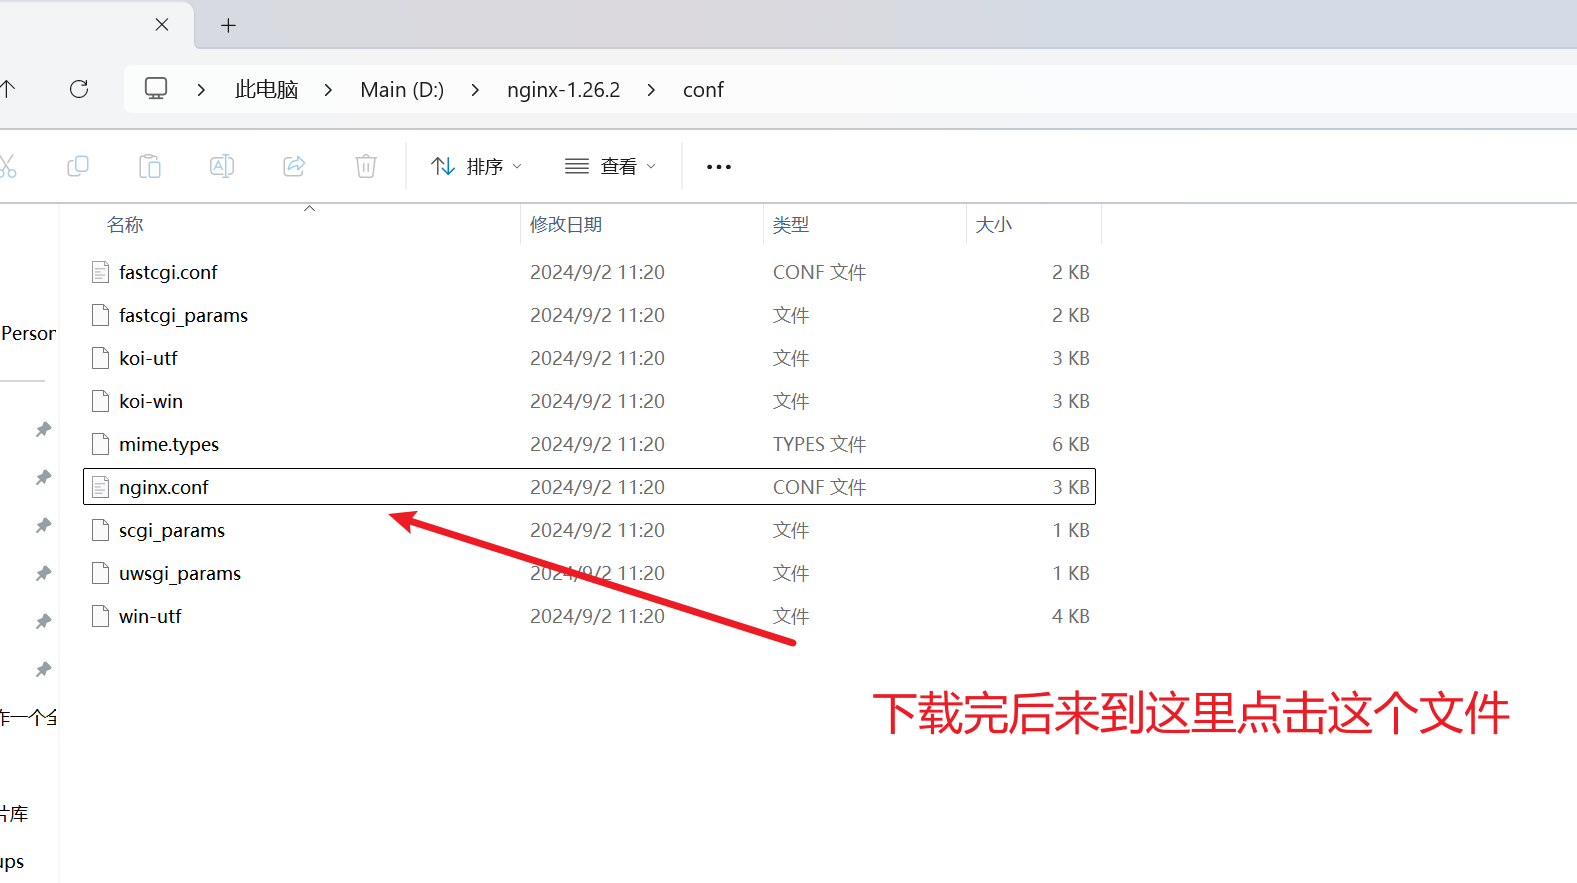 此电脑 > Main (D:) > nginx-1.26.2 > conf
排序 查看 •••
名称 修改日期 类型 大小
fastcgi.conf 2024/9/2 11:20 CONF 文件 2 KB
fastcgi_params 2024/9/2 11:20 文件 2 KB
Person
koi-utf 2024/9/2 11:20 文件 3 KB
koi-win 2024/9/2 11:20 文件 3 KB
mime.types 2024/9/2 11:20 TYPES 文件 6 KB
nginx.conf 2024/9/2 11:20 CONF 文件 3 KB
scgi_params 2024/9/2 11:20 文件 1 KB
uwsgi_params 2024/9/2 11:20 文件 1 KB
win-utf 2024/9/2 11:20 文件 4 KB
下载完后来到这里点击这个文件
一个全
库
ups